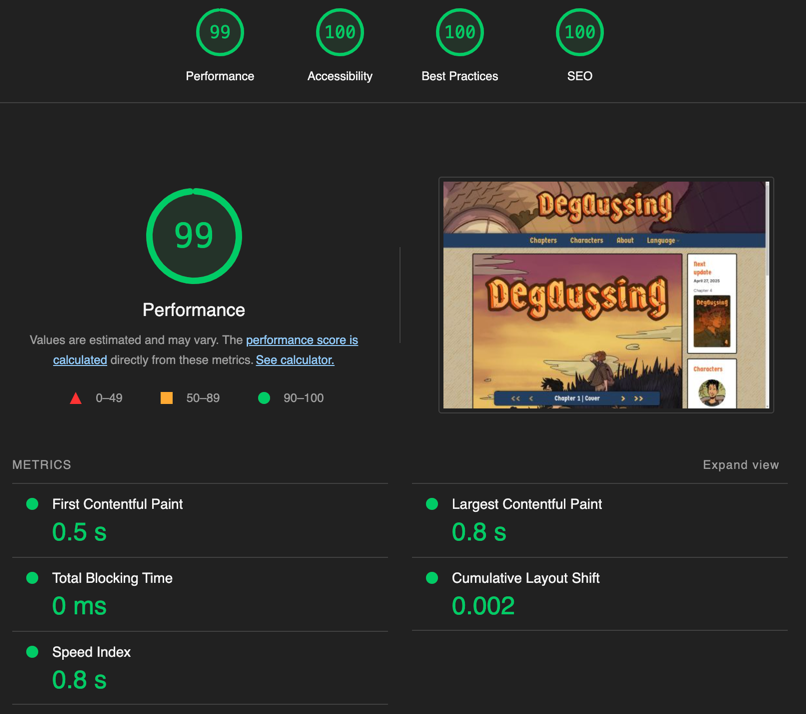 99
100
100
100
Performance
Accessibility
Best Practices
SEO
99
Performance
Values are estimated and may vary. The performance score is
calculated directly from these metrics. See calculator.
0–49
50–89
90–100
Degaussing
Chapters Characters About Language
Degaussing
<< < Chapter 1 | Cover > >>
Next
update
April 27, 2025
Chapter 4
Degaussing
Characters
METRICS
Expand view
First Contentful Paint
0.5 s
Largest Contentful Paint
0.8 s
Total Blocking Time
0 ms
Cumulative Layout Shift
0.002
Speed Index
0.8 s